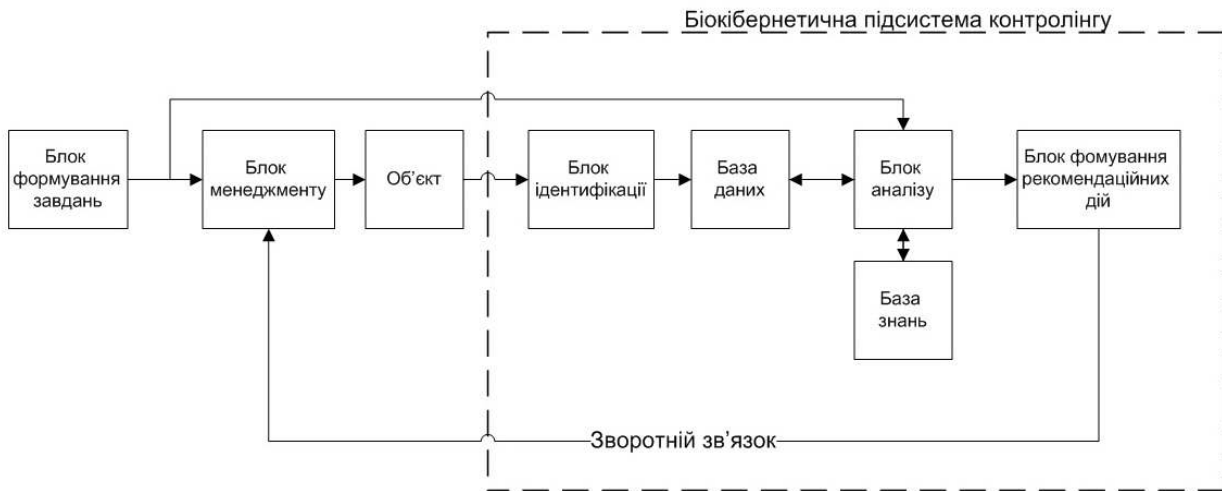 Біокібернетична підсистема контролінгу
Блок
формування
завдань
Блок
менеджменту
Об’єкт
Блок
ідентифікації
База
даних
Блок
аналізу
Блок фомування
рекомендаційних
дій
База
знань
Зворотній зв’язок